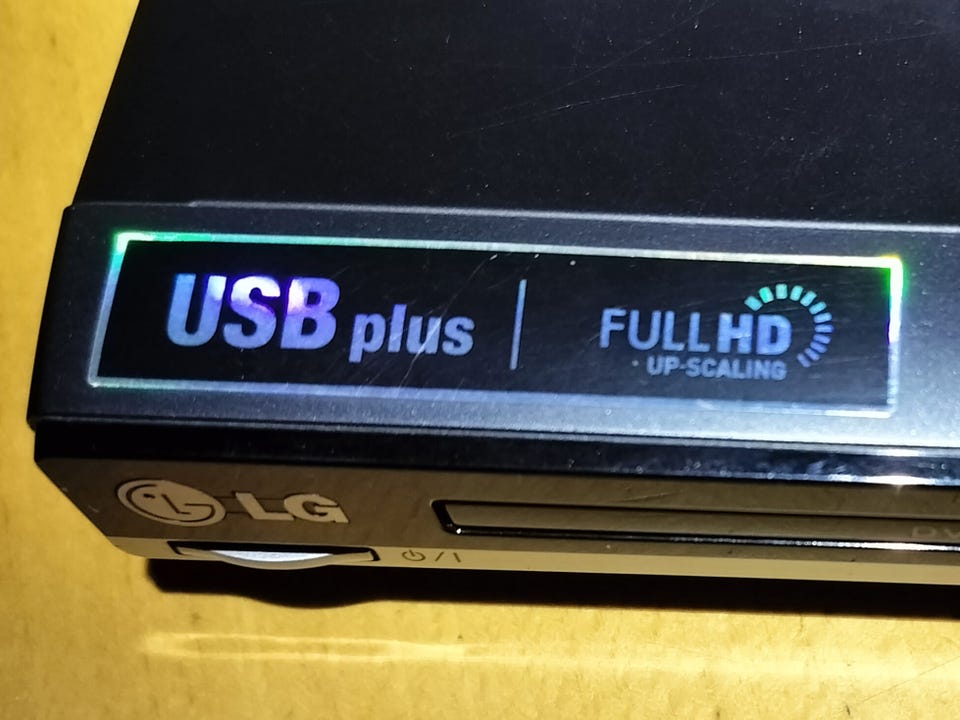 USB plus
FULL HD
UP-SCALING
LG